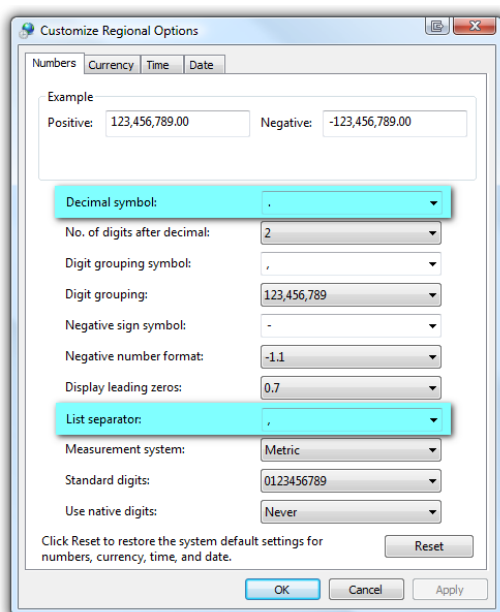 Customize Regional Options
Numbers Currency Time Date
Example
Positive: 123,456,789.00 Negative: -123,456,789.00
Decimal symbol: .
No. of digits after decimal: 2
Digit grouping symbol: ,
Digit grouping: 123,456,789
Negative sign symbol: -
Negative number format: -1.1
Display leading zeros: 0.7
List separator: ,
Measurement system: Metric
Standard digits: 0123456789
Use native digits: Never
Click Reset to restore the system default settings for
numbers, currency, time, and date. Reset
OK Cancel Apply